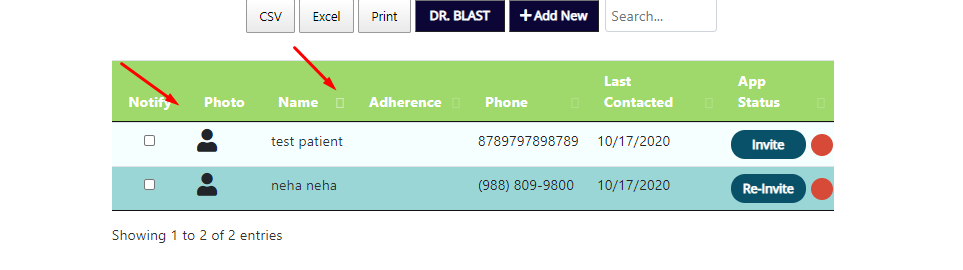 CSV Excel Print DR. BLAST + Add New Search...
Notify Photo Name Adherence Phone Last Contacted App Status
test patient 8789797898789 10/17/2020 Invite
neha neha (988) 809-9800 10/17/2020 Re-Invite
Showing 1 to 2 of 2 entries